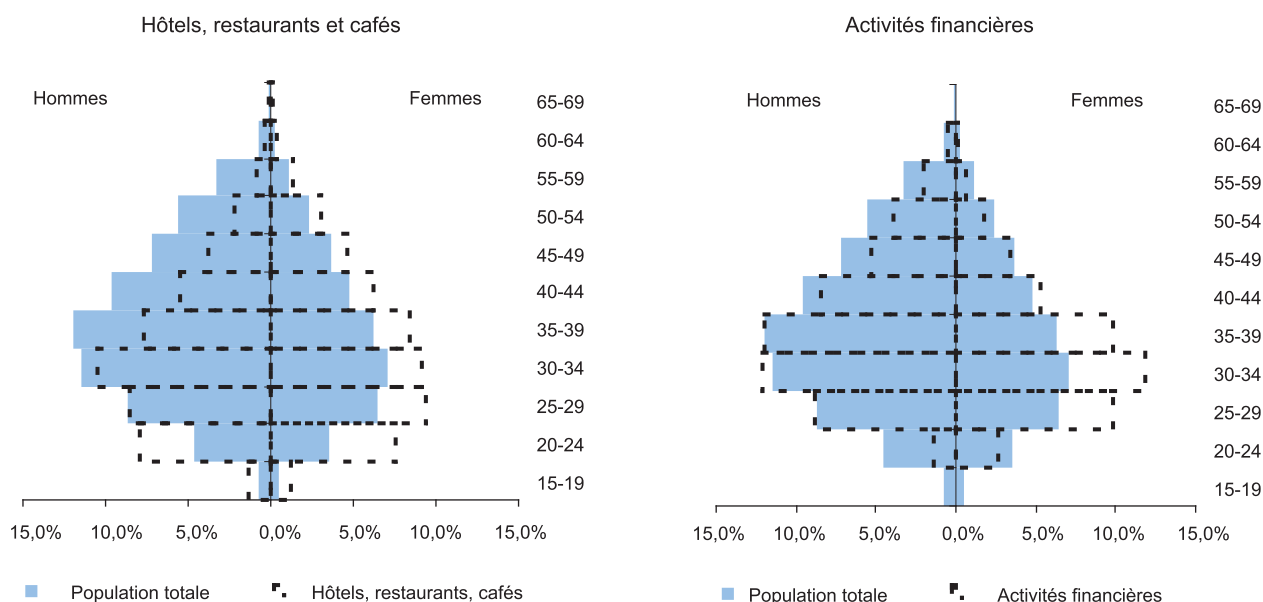 Hôtels, restaurants et cafés
Hommes
Femmes
65-69
60-64
55-59
50-54
45-49
40-44
35-39
30-34
25-29
20-24
15-19
15,0% 10,0% 5,0% 0,0% 5,0% 10,0% 15,0%
Population totale
Hôtels, restaurants, cafés
Activités financières
Hommes
Femmes
65-69
60-64
55-59
50-54
45-49
40-44
35-39
30-34
25-29
20-24
15-19
15,0% 10,0% 5,0% 0,0% 5,0% 10,0% 15,0%
Population totale
Activités financières